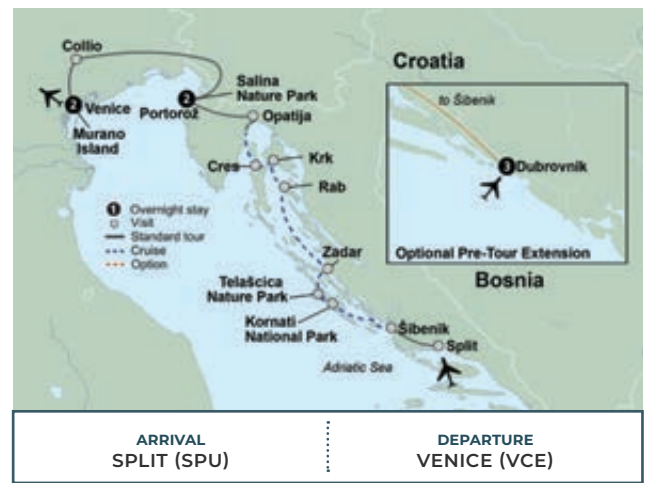 Collio
Croatia
Salina
Nature Park
to Šibenik
2
Venice
2
Portorož
Opatija
Murano
Island
3
Dubrovnik
Cres
Krk
Rab
1
Overnight stay
Visit
Standard tour
Cruise
Option
Zadar
Optional Pre-Tour Extension
Telašcica
Nature Park
Bosnia
Kornati
National Park
Šibenik
Split
Adriatic Sea
ARRIVAL
SPLIT (SPU)
DEPARTURE
VENICE (VCE)